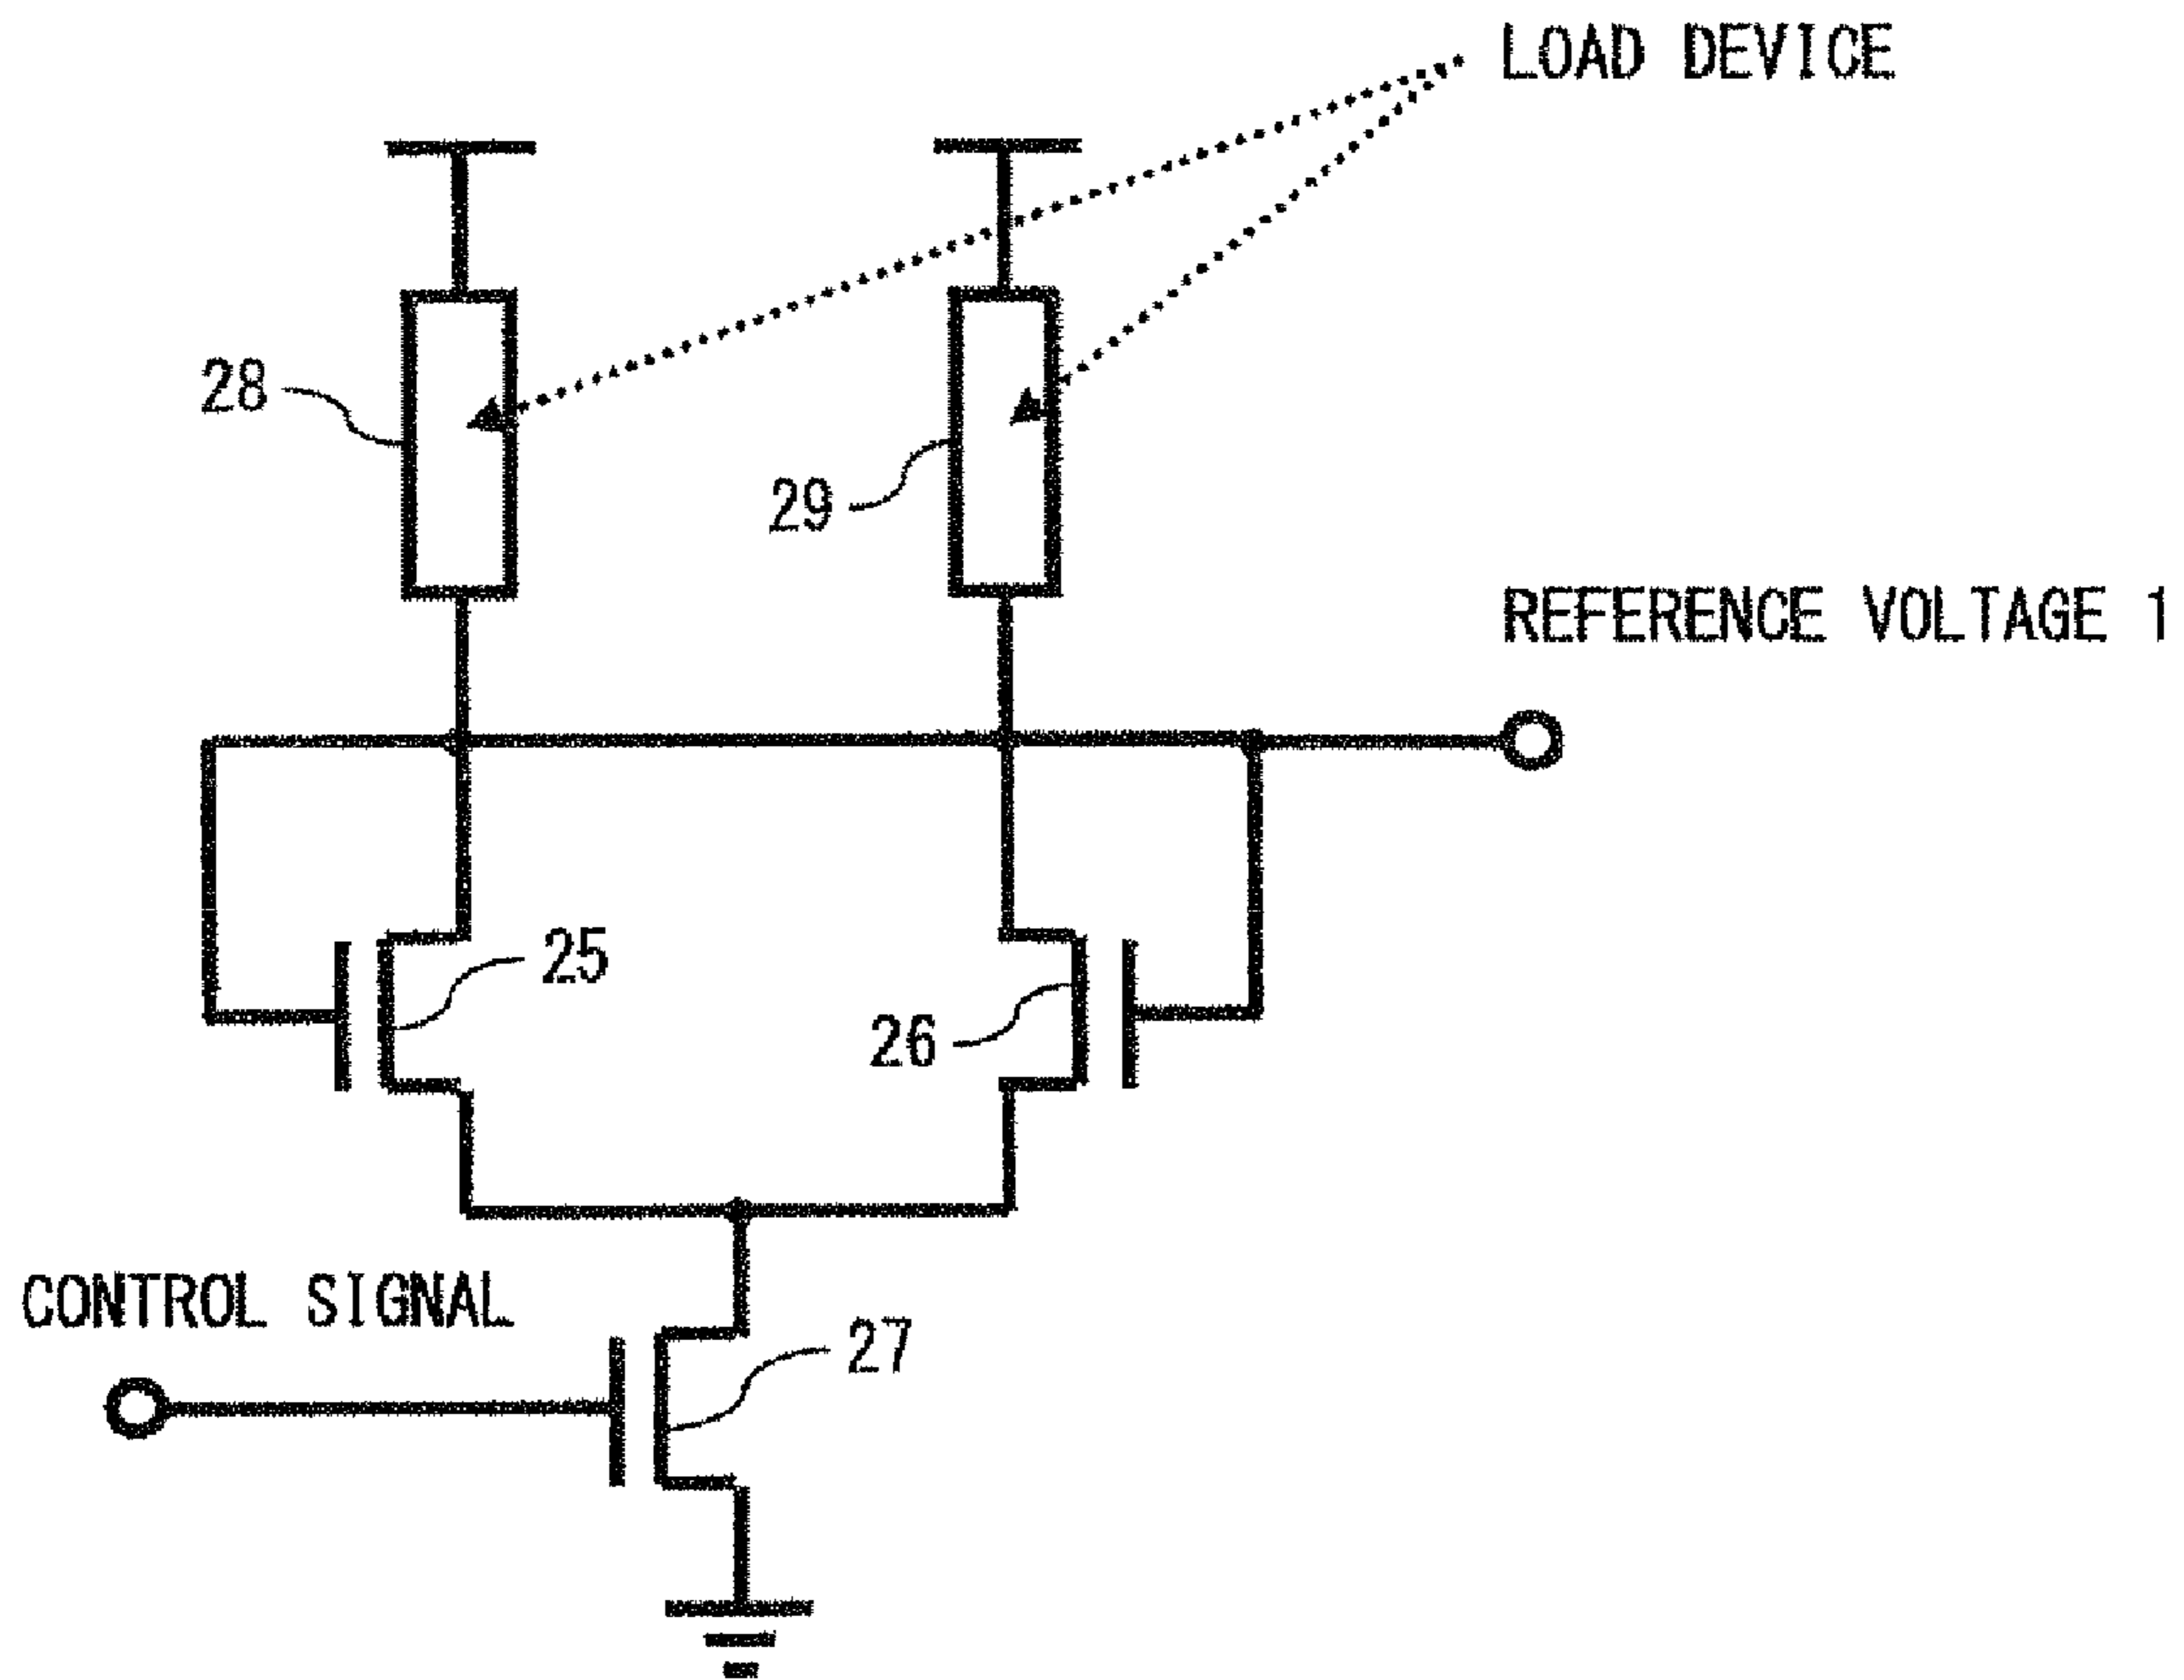 LOAD DEVICE
28
29
REFERENCE VOLTAGE 1
25
26
CONTROL SIGNAL
27